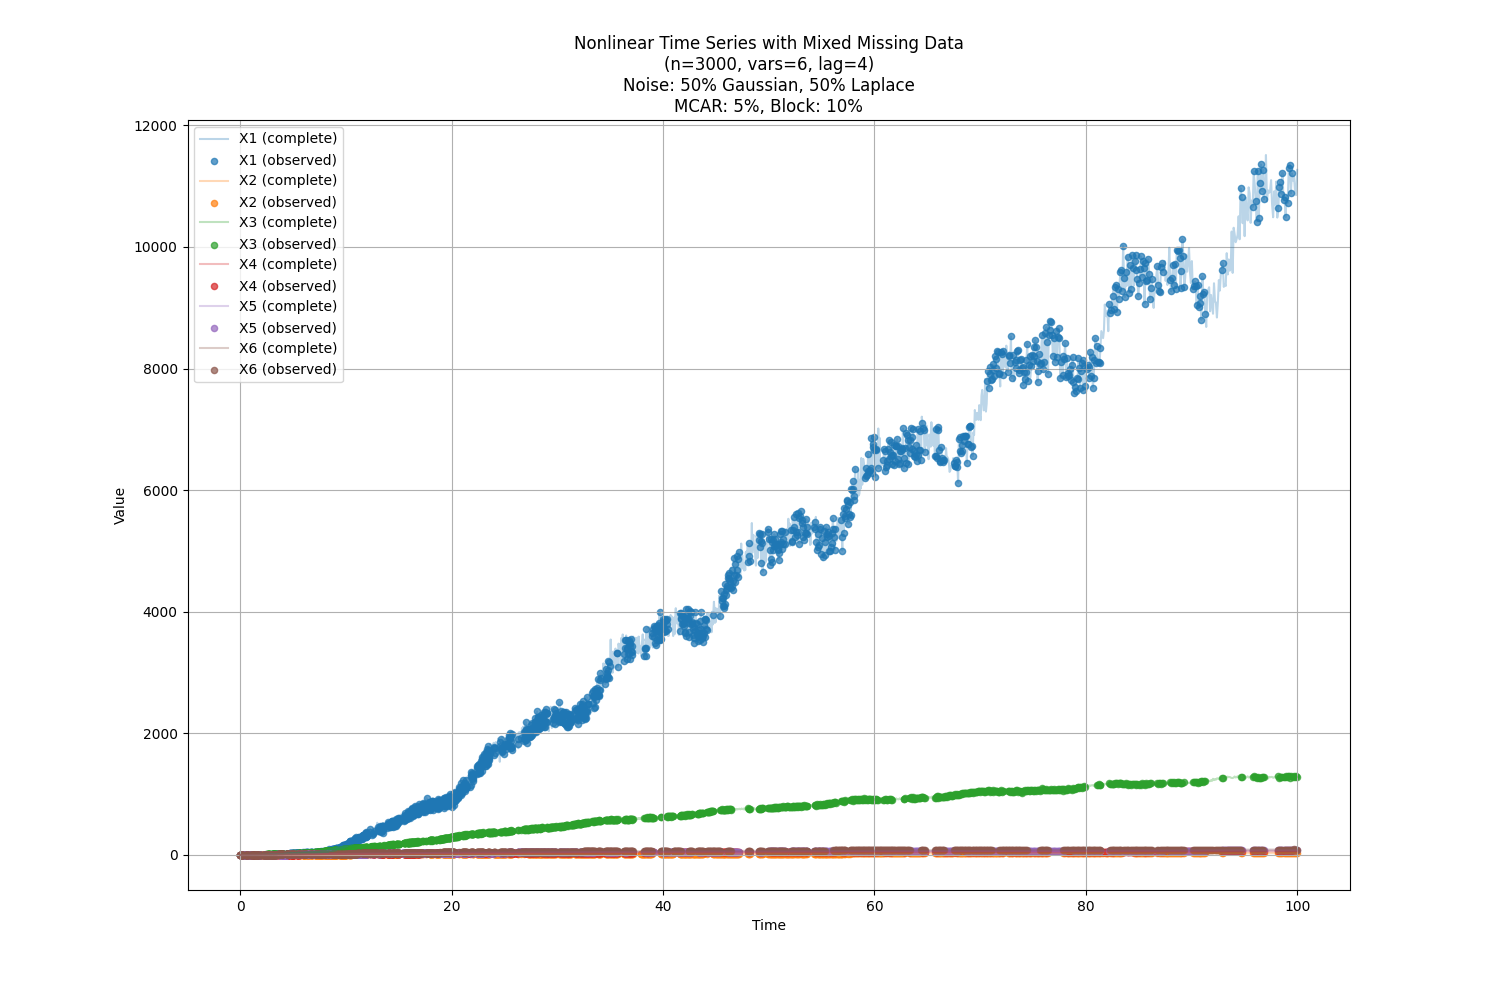 Nonlinear Time Series with Mixed Missing Data
(n=3000, vars=6, lag=4)
Noise: 50% Gaussian, 50% Laplace
MCAR: 5%, Block: 10%
X1 (complete)
X1 (observed)
X2 (complete)
X2 (observed)
X3 (complete)
X3 (observed)
X4 (complete)
X4 (observed)
X5 (complete)
X5 (observed)
X6 (complete)
X6 (observed)
12000
10000
8000
6000
4000
2000
0
Value
0 20 40 60 80 100
Time